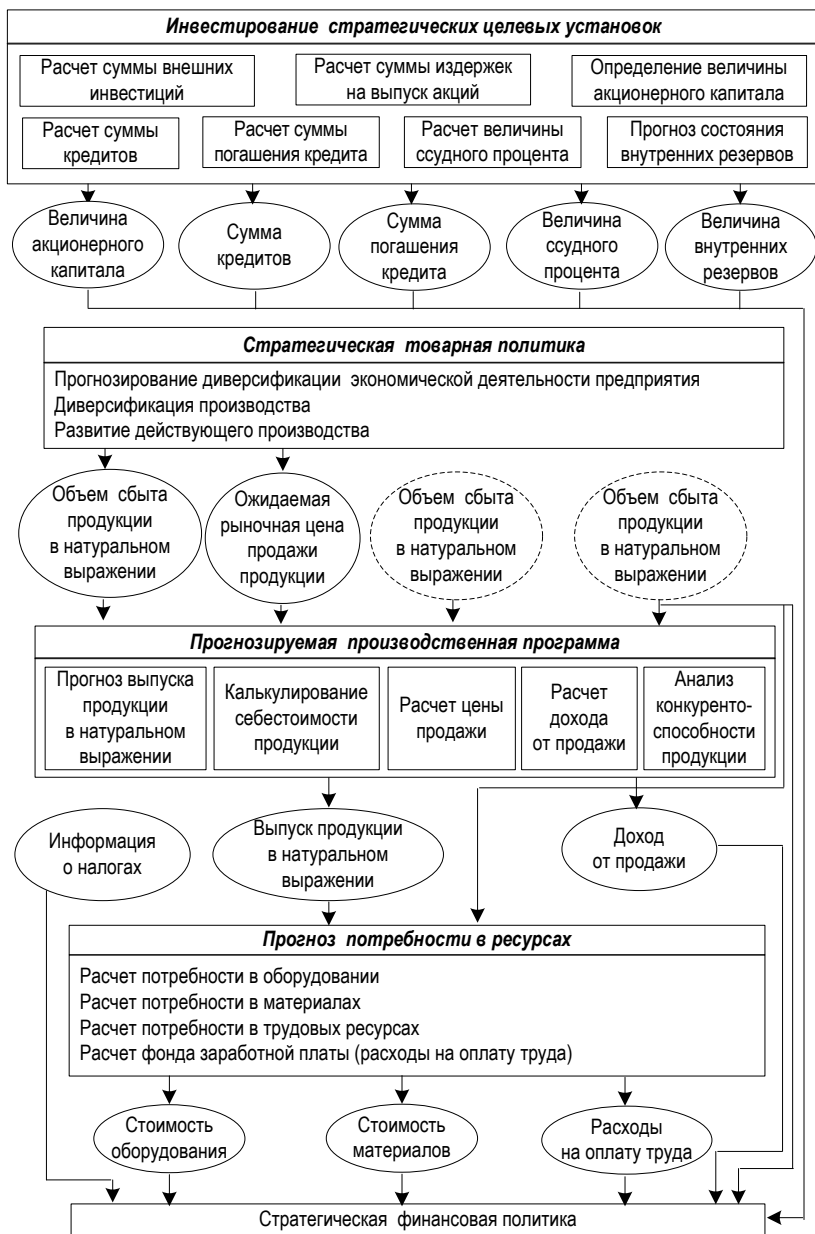 Инвестирование стратегических целевых установок
Расчет суммы внешних
инвестиций
Расчет суммы издержек
на выпуск акций
Определение величины
акционерного капитала
Расчет суммы
кредитов
Расчет суммы
погашения кредита
Расчет величины
ссудного процента
Прогноз состояния
внутренних резервов
Величина
акционерного
капитала
Сумма
кредитов
Сумма
погашения
кредита
Величина
ссудного
процента
Величина
внутренних
резервов
Стратегическая товарная политика
Прогнозирование диверсификации экономической деятельности предприятия
Диверсификация производства
Развитие действующего производства
Объем сбыта
продукции
в натуральном
выражении
Ожидаемая
рыночная цена
продажи
продукции
Объем сбыта
продукции
в натуральном
выражении
Объем сбыта
продукции
в натуральном
выражении
Прогнозируемая производственная программа
Прогноз выпуска
продукции
в натуральном
выражении
Калькулирование
себестоимости
продукции
Расчет цены
продажи
Расчет
дохода
от продажи
Анализ
конкуренто-
способности
продукции
Информация
о налогах
Выпуск продукции
в натуральном
выражении
Доход
от продажи
Прогноз потребности в ресурсах
Расчет потребности в оборудовании
Расчет потребности в материалах
Расчет потребности в трудовых ресурсах
Расчет фонда заработной платы (расходы на оплату труда)
Стоимость
оборудования
Стоимость
материалов
Расходы
на оплату труда
Стратегическая финансовая политика